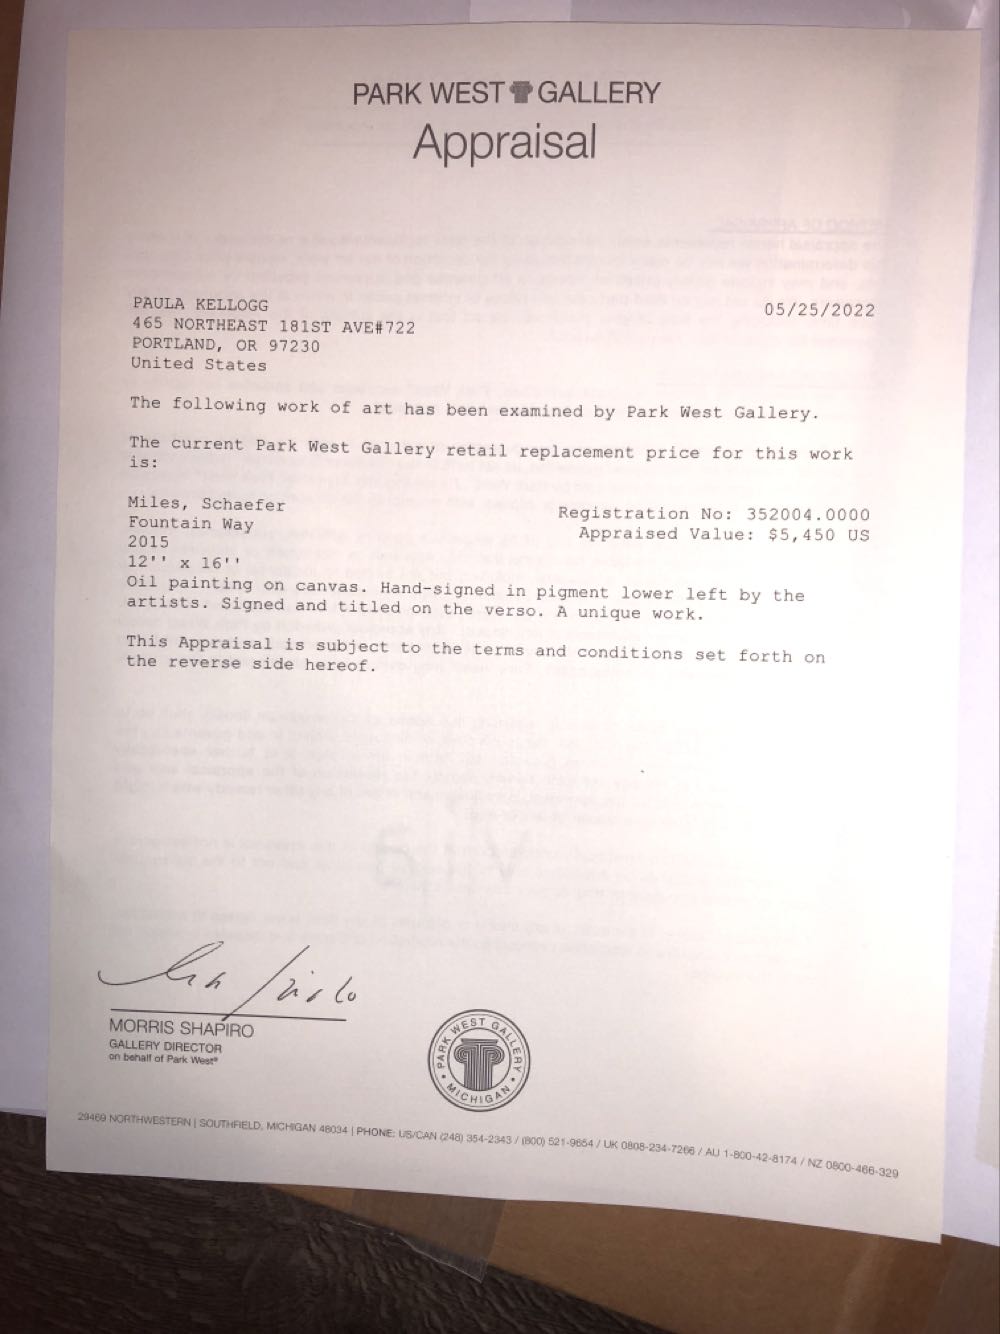 PARK WEST GALLERY
Appraisal
PAULA KELLOGG
465 NORTHEAST 181ST AVE#722
PORTLAND, OR 97230
United States
05/25/2022
The following work of art has been examined by Park West Gallery.
The current Park West Gallery retail replacement price for this work
is:
Miles, Schaefer
Fountain Way
2015
12'' x 16''
Registration No: 352004.0000
Appraised Value: $5,450 US
Oil painting on canvas. Hand-signed in pigment lower left by the
artists. Signed and titled on the verso. A unique work.
This Appraisal is subject to the terms and conditions set forth on
the reverse side hereof.
MORRIS SHAPIRO
GALLERY DIRECTOR
on behalf of Park West®
PARK WEST GALLERY
• MICHIGAN •
29469 NORTHWESTERN | SOUTHFIELD, MICHIGAN 48034 | PHONE: US/CAN (248) 354-2343 / (800) 521-9654 / UK 0808-234-7266 / AU 1-800-42-8174 / NZ 0800-466-329